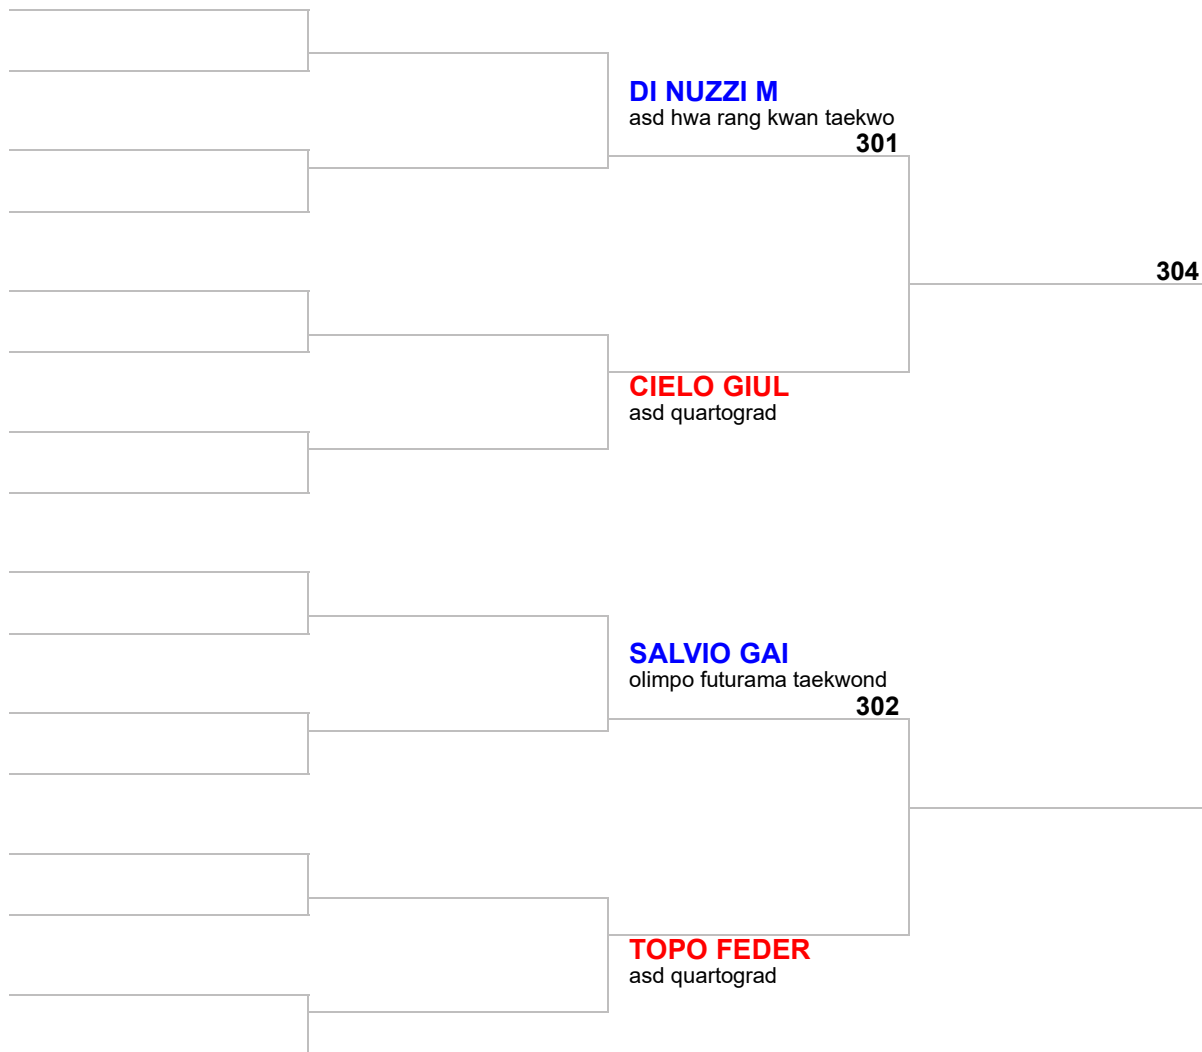 DI NUZZI M
asd hwa rang kwan taekwo
301
304
CIELO GIUL
asd quartograd
SALVIO GAI
olimpo futurama taekwond
302
TOPO FEDER
asd quartograd